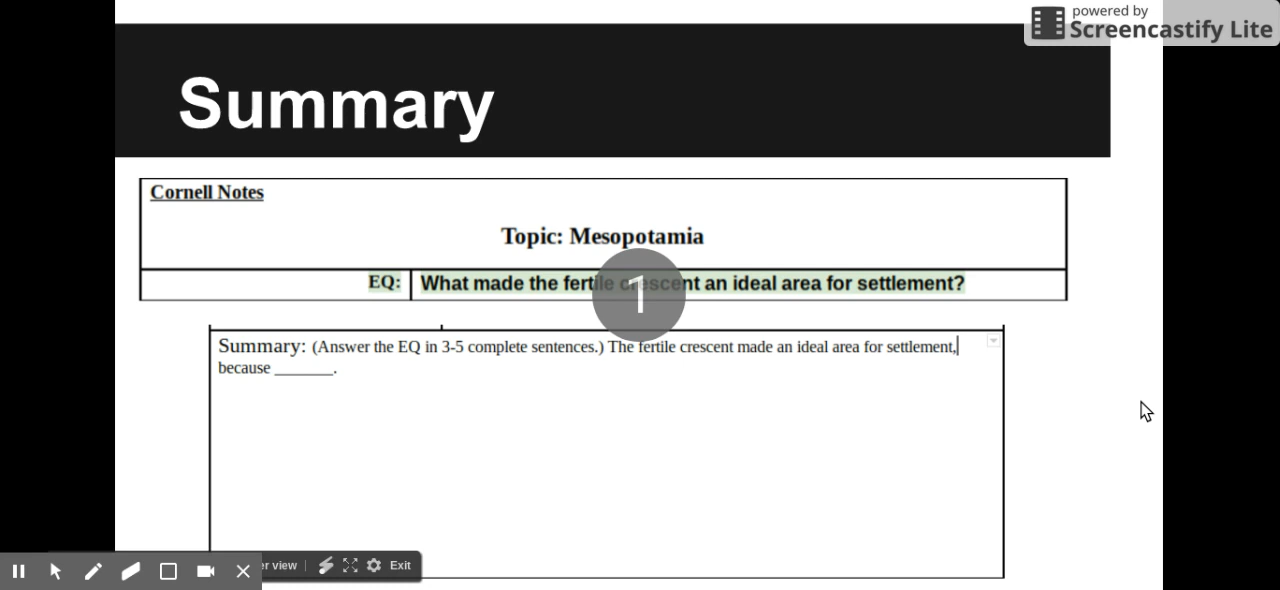 powered by
Screencastify Lite
Summary
Cornell Notes
Topic: Mesopotamia
EQ: What made the fertile crescent an ideal area for settlement?
1
Summary: (Answer the EQ in 3-5 complete sentences.) The fertile crescent made an ideal area for settlement,
because _______.
view Exit